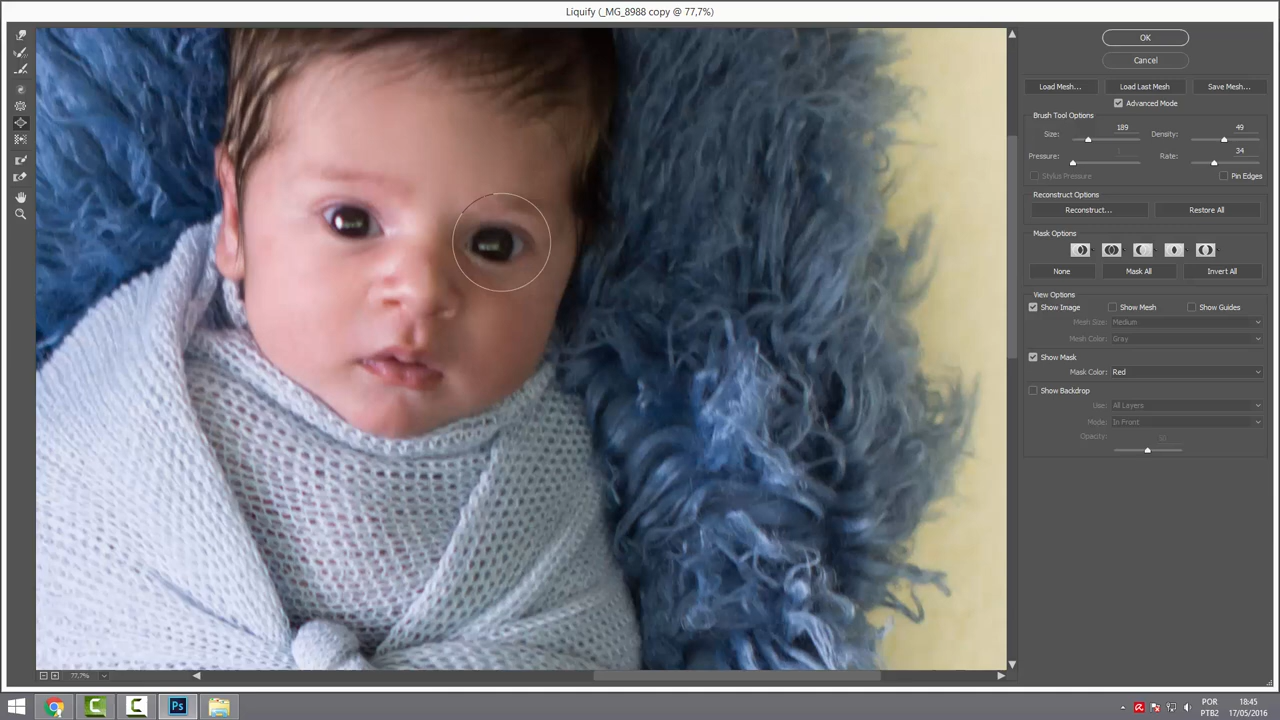 Liquify (_MG_8988 copy @ 77,7%)
OK
Cancel
Load Mesh...
Load Last Mesh
Save Mesh...
Advanced Mode
Brush Tool Options
Size: 189
Density: 49
Pressure:
Rate: 34
Stylus Pressure
Pin Edges
Reconstruct Options
Reconstruct...
Restore All
Mask Options
None
Mask All
Invert All
View Options
Show Image
Show Mesh
Show Guides
Mesh Size: Medium
Mesh Color: Gray
Show Mask
Mask Color: Red
Show Backdrop
Use: All Layers
Mode: In Front
Opacity: 50
77,7%
Ps
POR
PTB2
18:45
17/05/2016